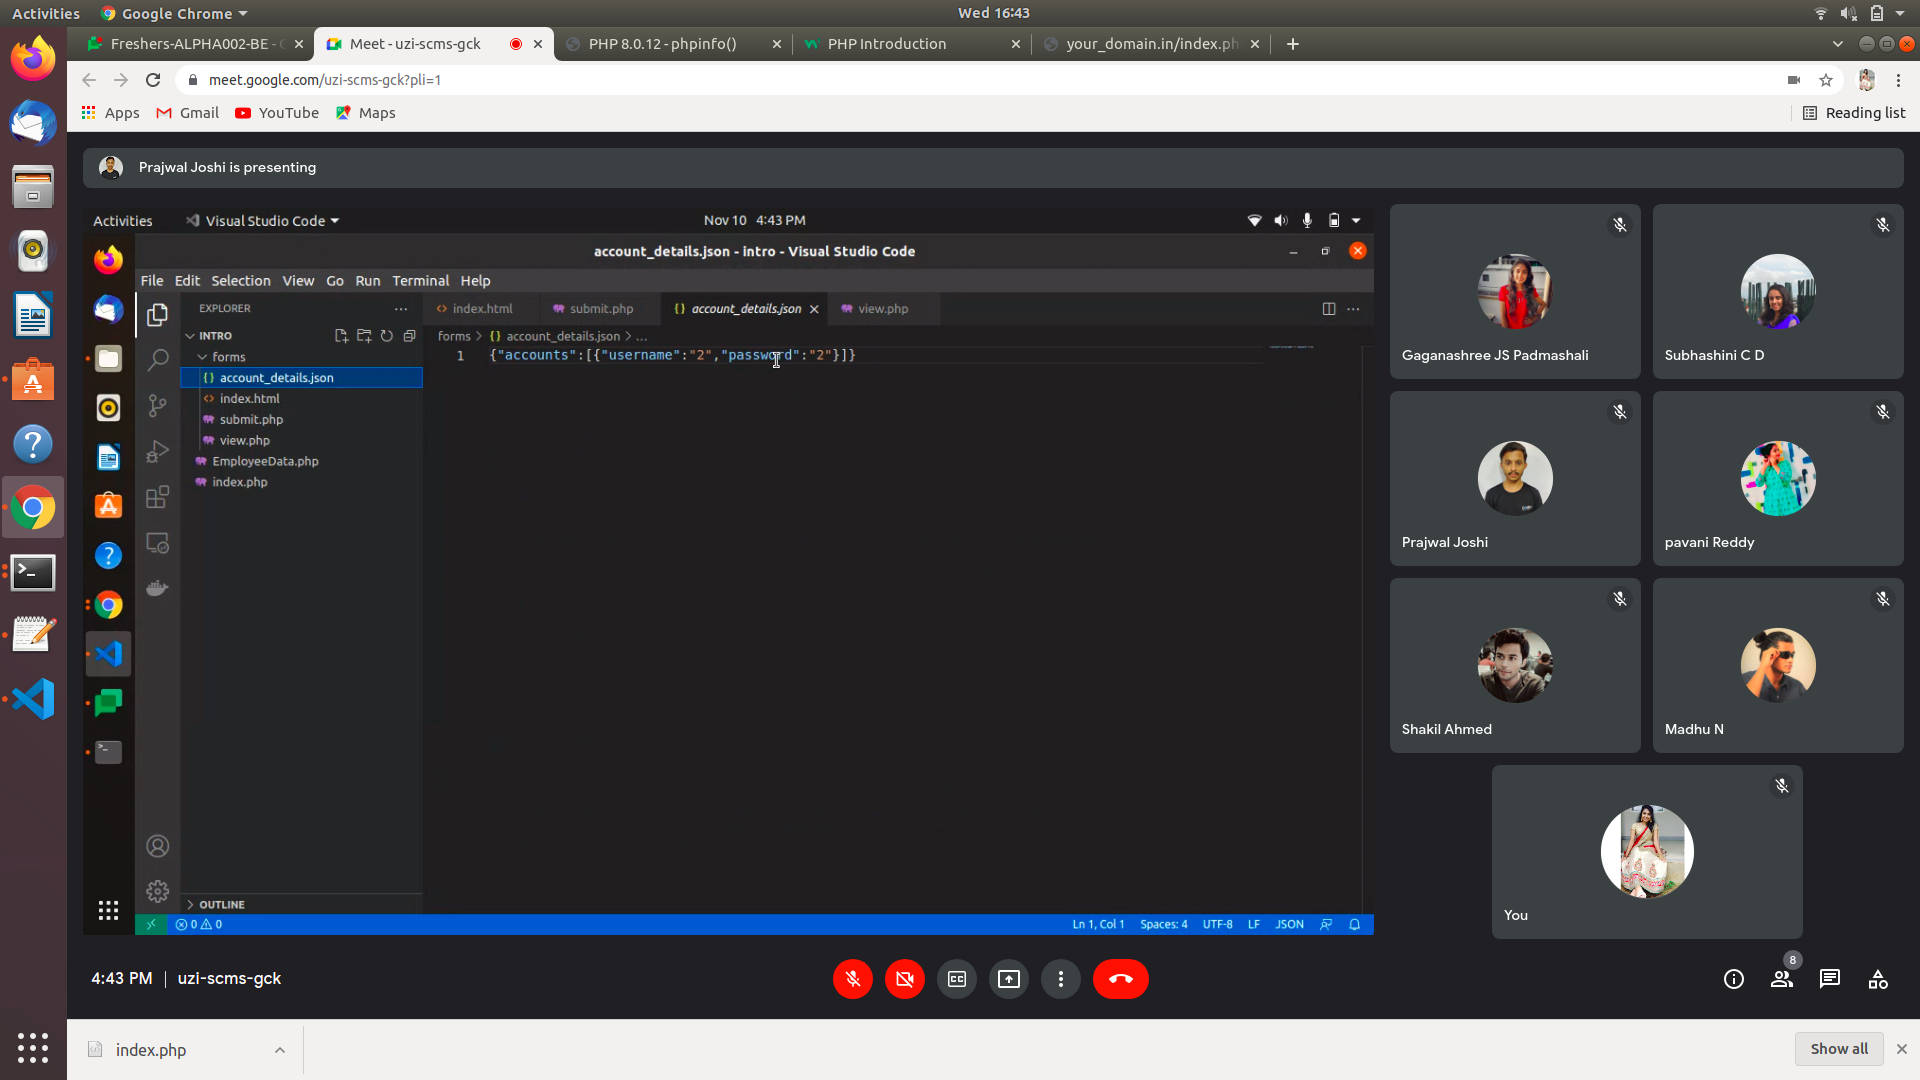 Activities
Google Chrome
Wed 16:43
Freshers-ALPHA002-BE -
Meet - uzi-scms-gck
PHP 8.0.12 - phpinfo()
PHP Introduction
your_domain.in/index.ph
meet.google.com/uzi-scms-gck?pli=1
Apps
Gmail
YouTube
Maps
Reading list
Prajwal Joshi is presenting
Activities
Visual Studio Code
Nov 10 4:43 PM
account_details.json - intro - Visual Studio Code
File Edit Selection View Go Run Terminal Help
EXPLORER
index.html
submit.php
account_details.json
view.php
INTRO
forms > {} account_details.json > ...
forms
1 {"accounts":[{"username":"2","password":"2"}]}
{} account_details.json
index.html
submit.php
view.php
EmployeeData.php
index.php
OUTLINE
0 0
Ln 1, Col 1 Spaces: 4 UTF-8 LF JSON
Gaganashree JS Padmashali
Subhashini C D
Prajwal Joshi
pavani Reddy
Shakil Ahmed
Madhu N
You
4:43 PM | uzi-scms-gck
CC
8
index.php
Show all